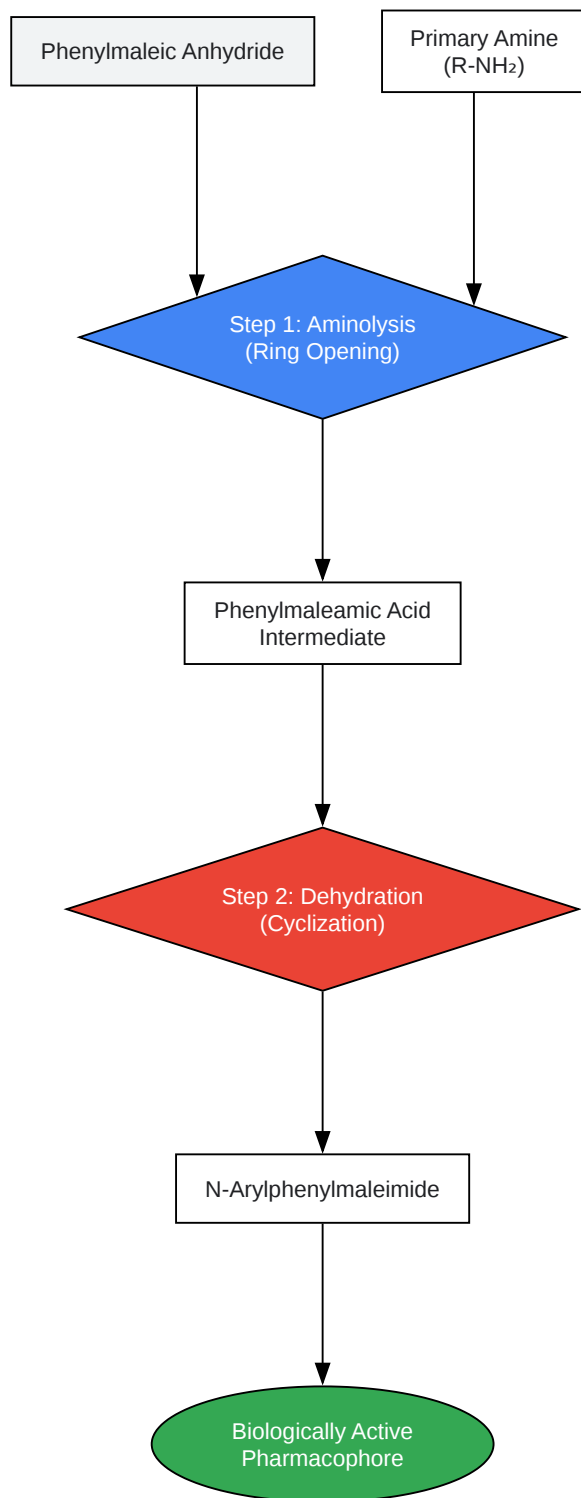 Phenylmaleic Anhydride
Primary Amine
(R-NH₂)
Step 1: Aminolysis
(Ring Opening)
Phenylmaleamic Acid
Intermediate
Step 2: Dehydration
(Cyclization)
N-Arylphenylmaleimide
Biologically Active
Pharmacophore